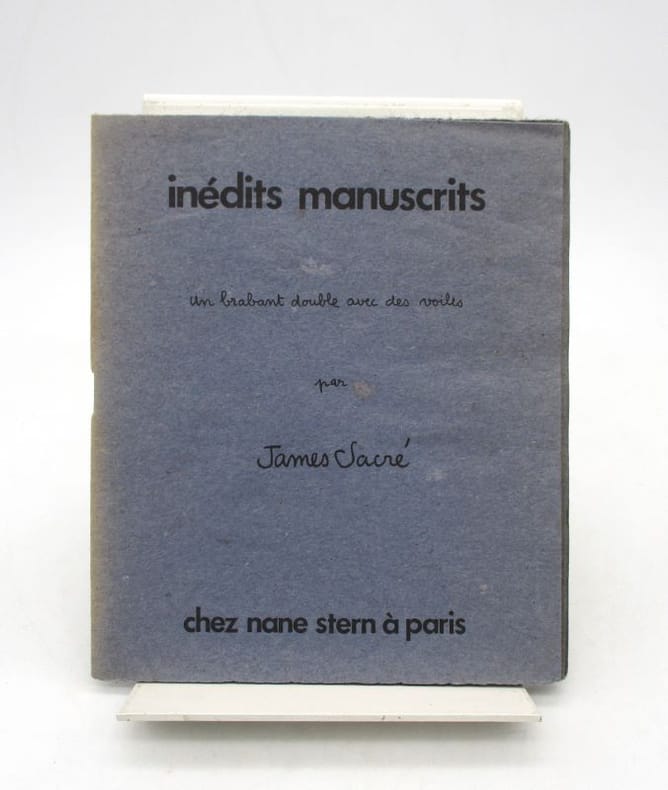 inédits manuscrits
un brabant double avec des voiles
par
James Sacré
chez nane stern à paris